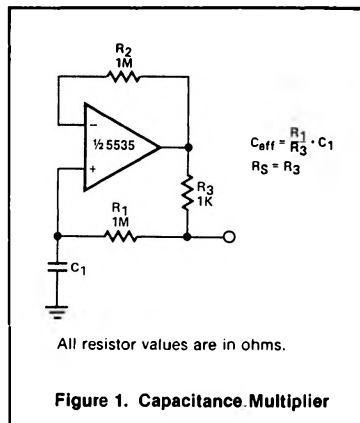 R2
1M
−
½ 5535
+
Ceff = R1/R3 · C1
RS = R3
R3
1K
R1
1M
C1
All resistor values are in ohms.
Figure 1. Capacitance Multiplier